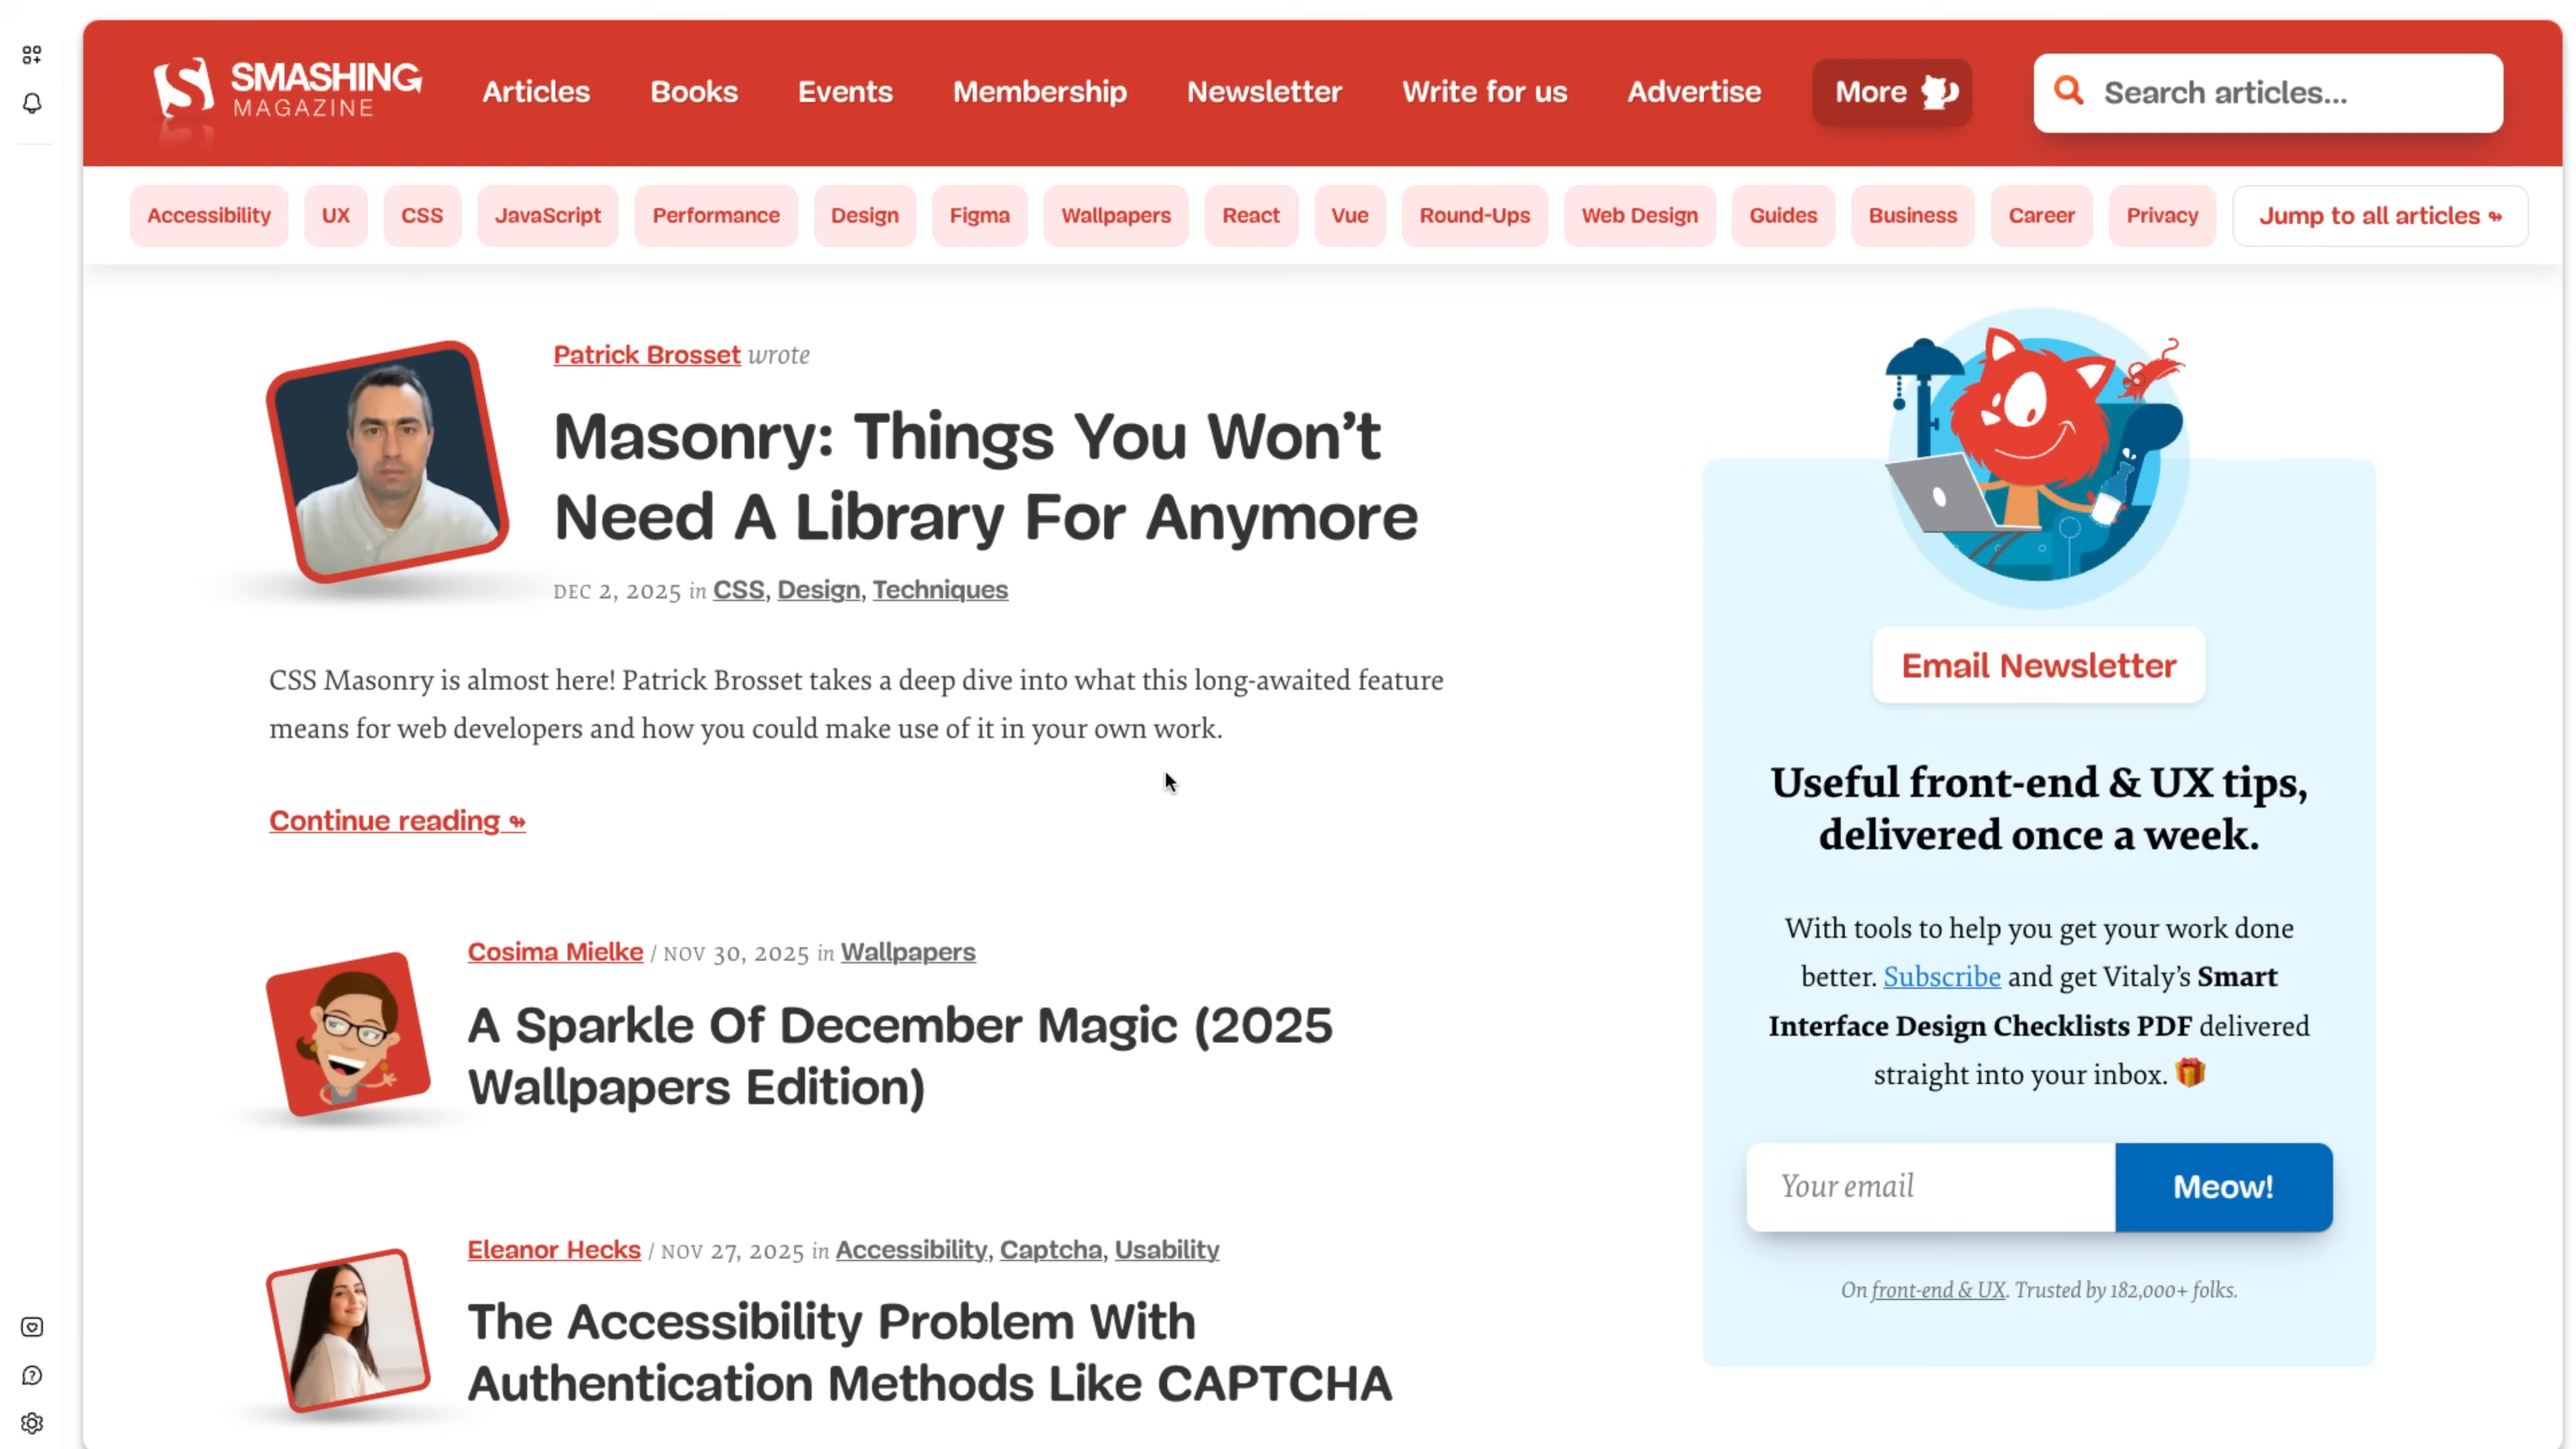 SMASHING
MAGAZINE
Articles
Books
Events
Membership
Newsletter
Write for us
Advertise
More
Search articles...
Accessibility
UX
CSS
JavaScript
Performance
Design
Figma
Wallpapers
React
Vue
Round-Ups
Web Design
Guides
Business
Career
Privacy
Jump to all articles ↬
Patrick Brosset wrote
Masonry: Things You Won’t
Need A Library For Anymore
DEC 2, 2025 in CSS, Design, Techniques
CSS Masonry is almost here! Patrick Brosset takes a deep dive into what this long-awaited feature
means for web developers and how you could make use of it in your own work.
Continue reading ↬
Cosima Mielke / NOV 30, 2025 in Wallpapers
A Sparkle Of December Magic (2025
Wallpapers Edition)
Eleanor Hecks / NOV 27, 2025 in Accessibility, Captcha, Usability
The Accessibility Problem With
Authentication Methods Like CAPTCHA
Email Newsletter
Useful front-end & UX tips,
delivered once a week.
With tools to help you get your work done
better. Subscribe and get Vitaly’s Smart
Interface Design Checklists PDF delivered
straight into your inbox. 🎁
Your email
Meow!
On front-end & UX. Trusted by 182,000+ folks.